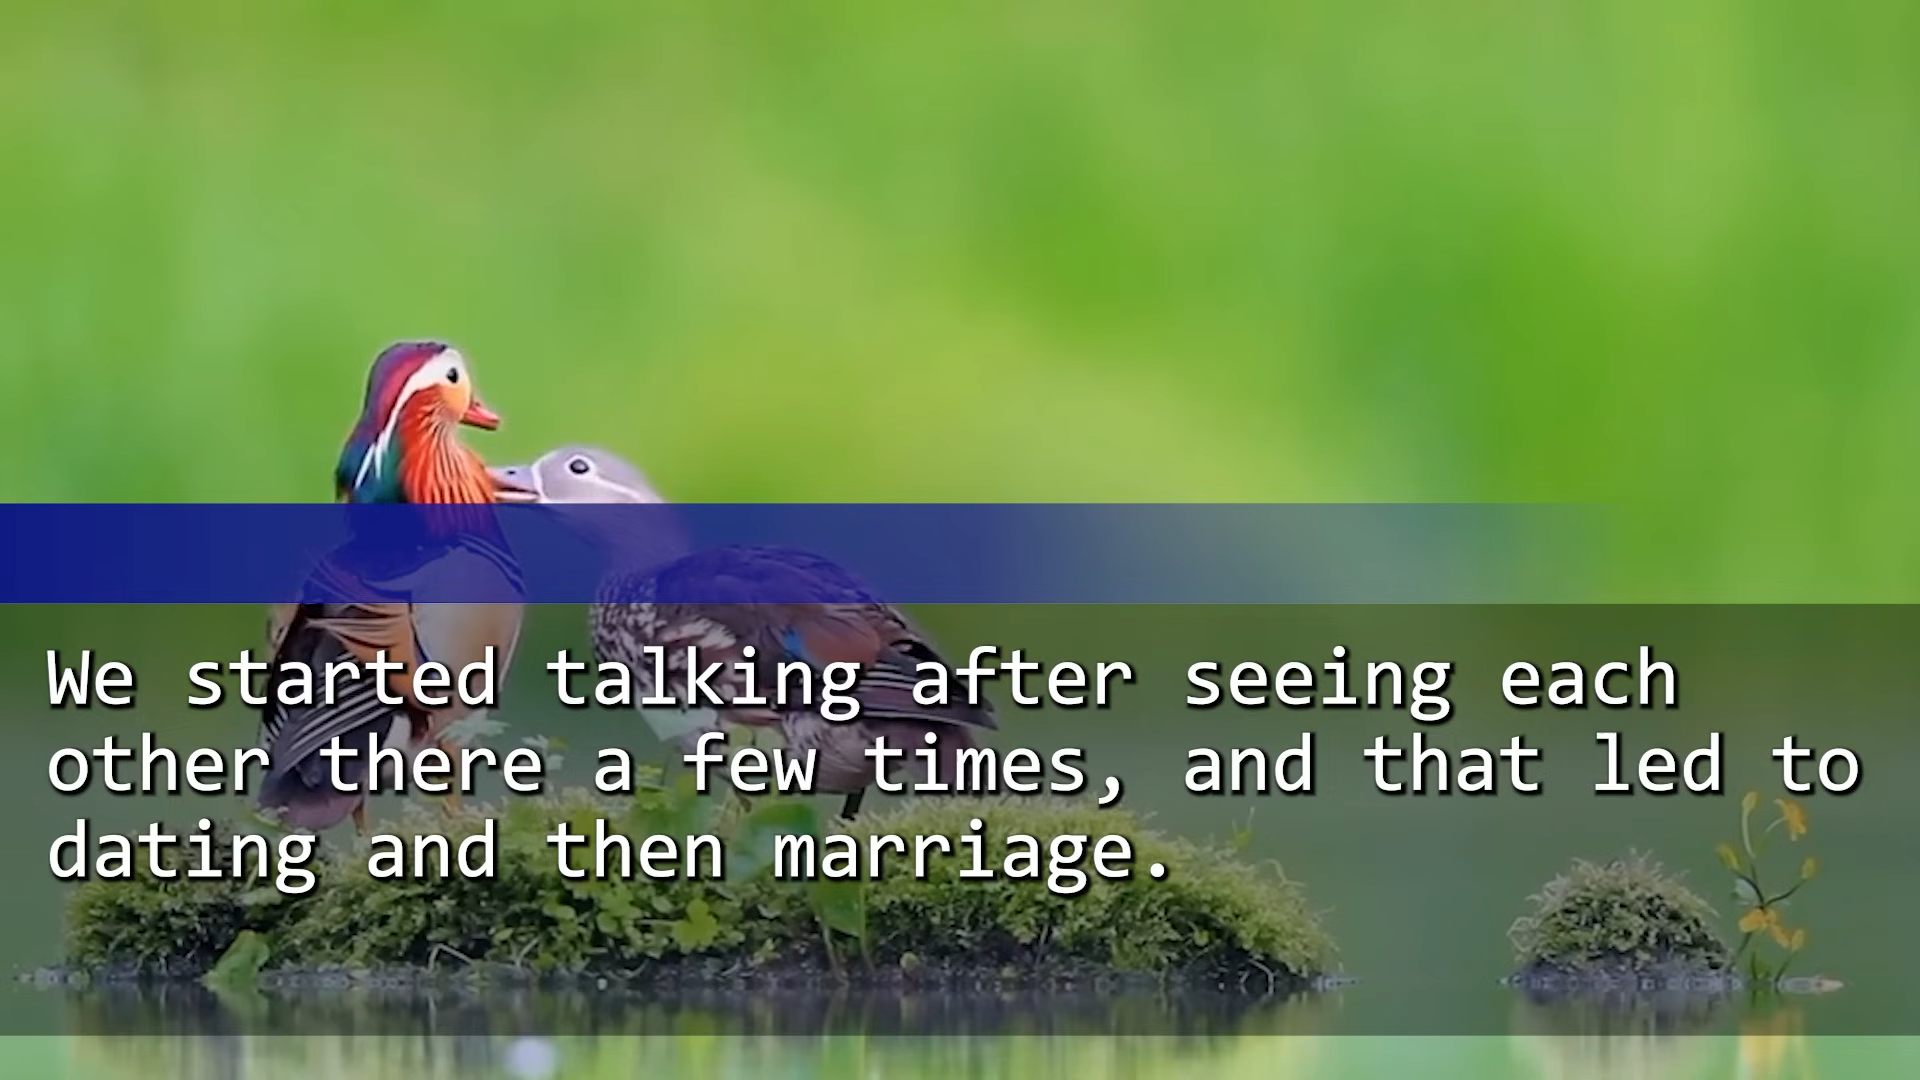 We started talking after seeing each
other there a few times, and that led to
dating and then marriage.